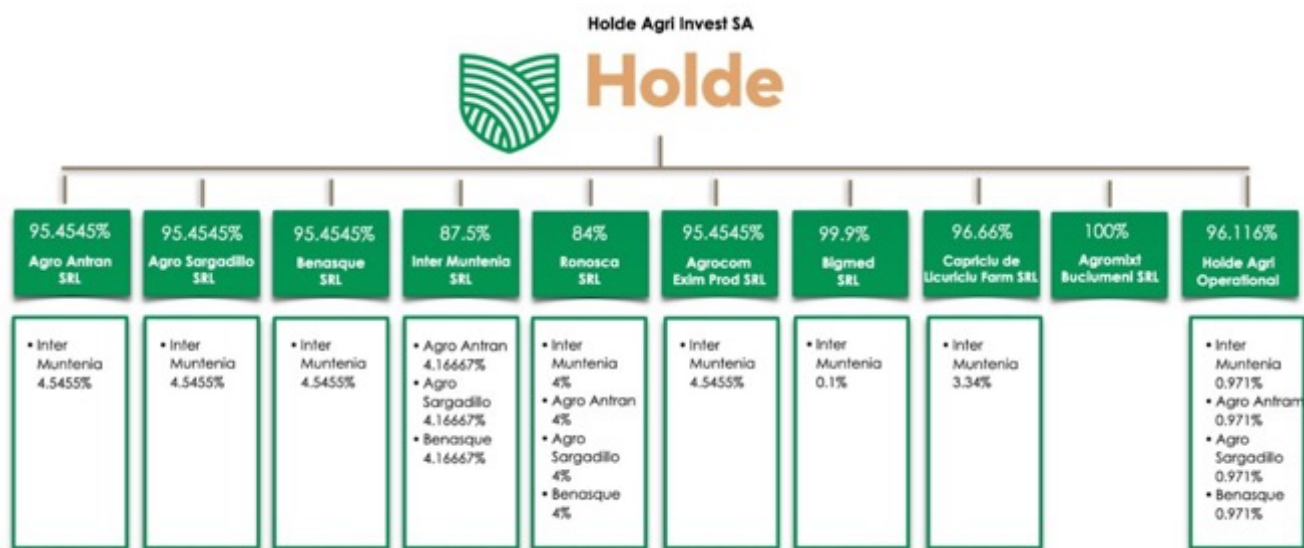 Holde Agri Invest SA
Holde
95.4545%
Agro Antran
SRL
95.4545%
Agro Sargadillo
SRL
95.4545%
Benasque
SRL
87.5%
Inter Muntenia
SRL
84%
Ronosca
SRL
95.4545%
Agrocom
Exim Prod SRL
99.9%
Bigmed
SRL
96.66%
Capriciu de
Licuriciu Farm SRL
100%
Agromixt
Buciumeni SRL
96.116%
Holde Agri
Operational
• Inter
Muntenia
4.5455%
• Inter
Muntenia
4.5455%
• Inter
Muntenia
4.5455%
• Agro Antran
4.16667%
• Agro
Sargadillo
4.16667%
• Benasque
4.16667%
• Inter
Muntenia
4%
• Agro Antran
4%
• Agro
Sargadillo
4%
• Benasque
4%
• Inter
Muntenia
4.5455%
• Inter
Muntenia
0.1%
• Inter
Muntenia
3.34%
• Inter
Muntenia
0.971%
• Agro Antram
0.971%
• Agro
Sargadillo
0.971%
• Benasque
0.971%